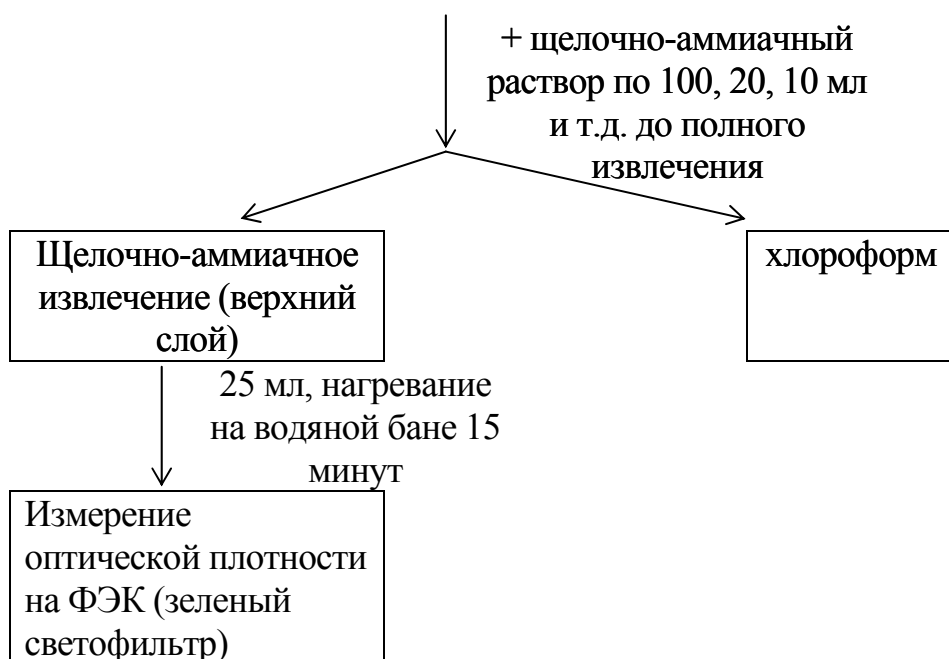 + щелочно-аммиачный
раствор по 100, 20, 10 мл
и т.д. до полного
извлечения
Щелочно-аммиачное
извлечение (верхний
слой)
хлороформ
25 мл, нагревание
на водяной бане 15
минут
Измерение
оптической плотности
на ФЭК (зеленый
светофильтр)